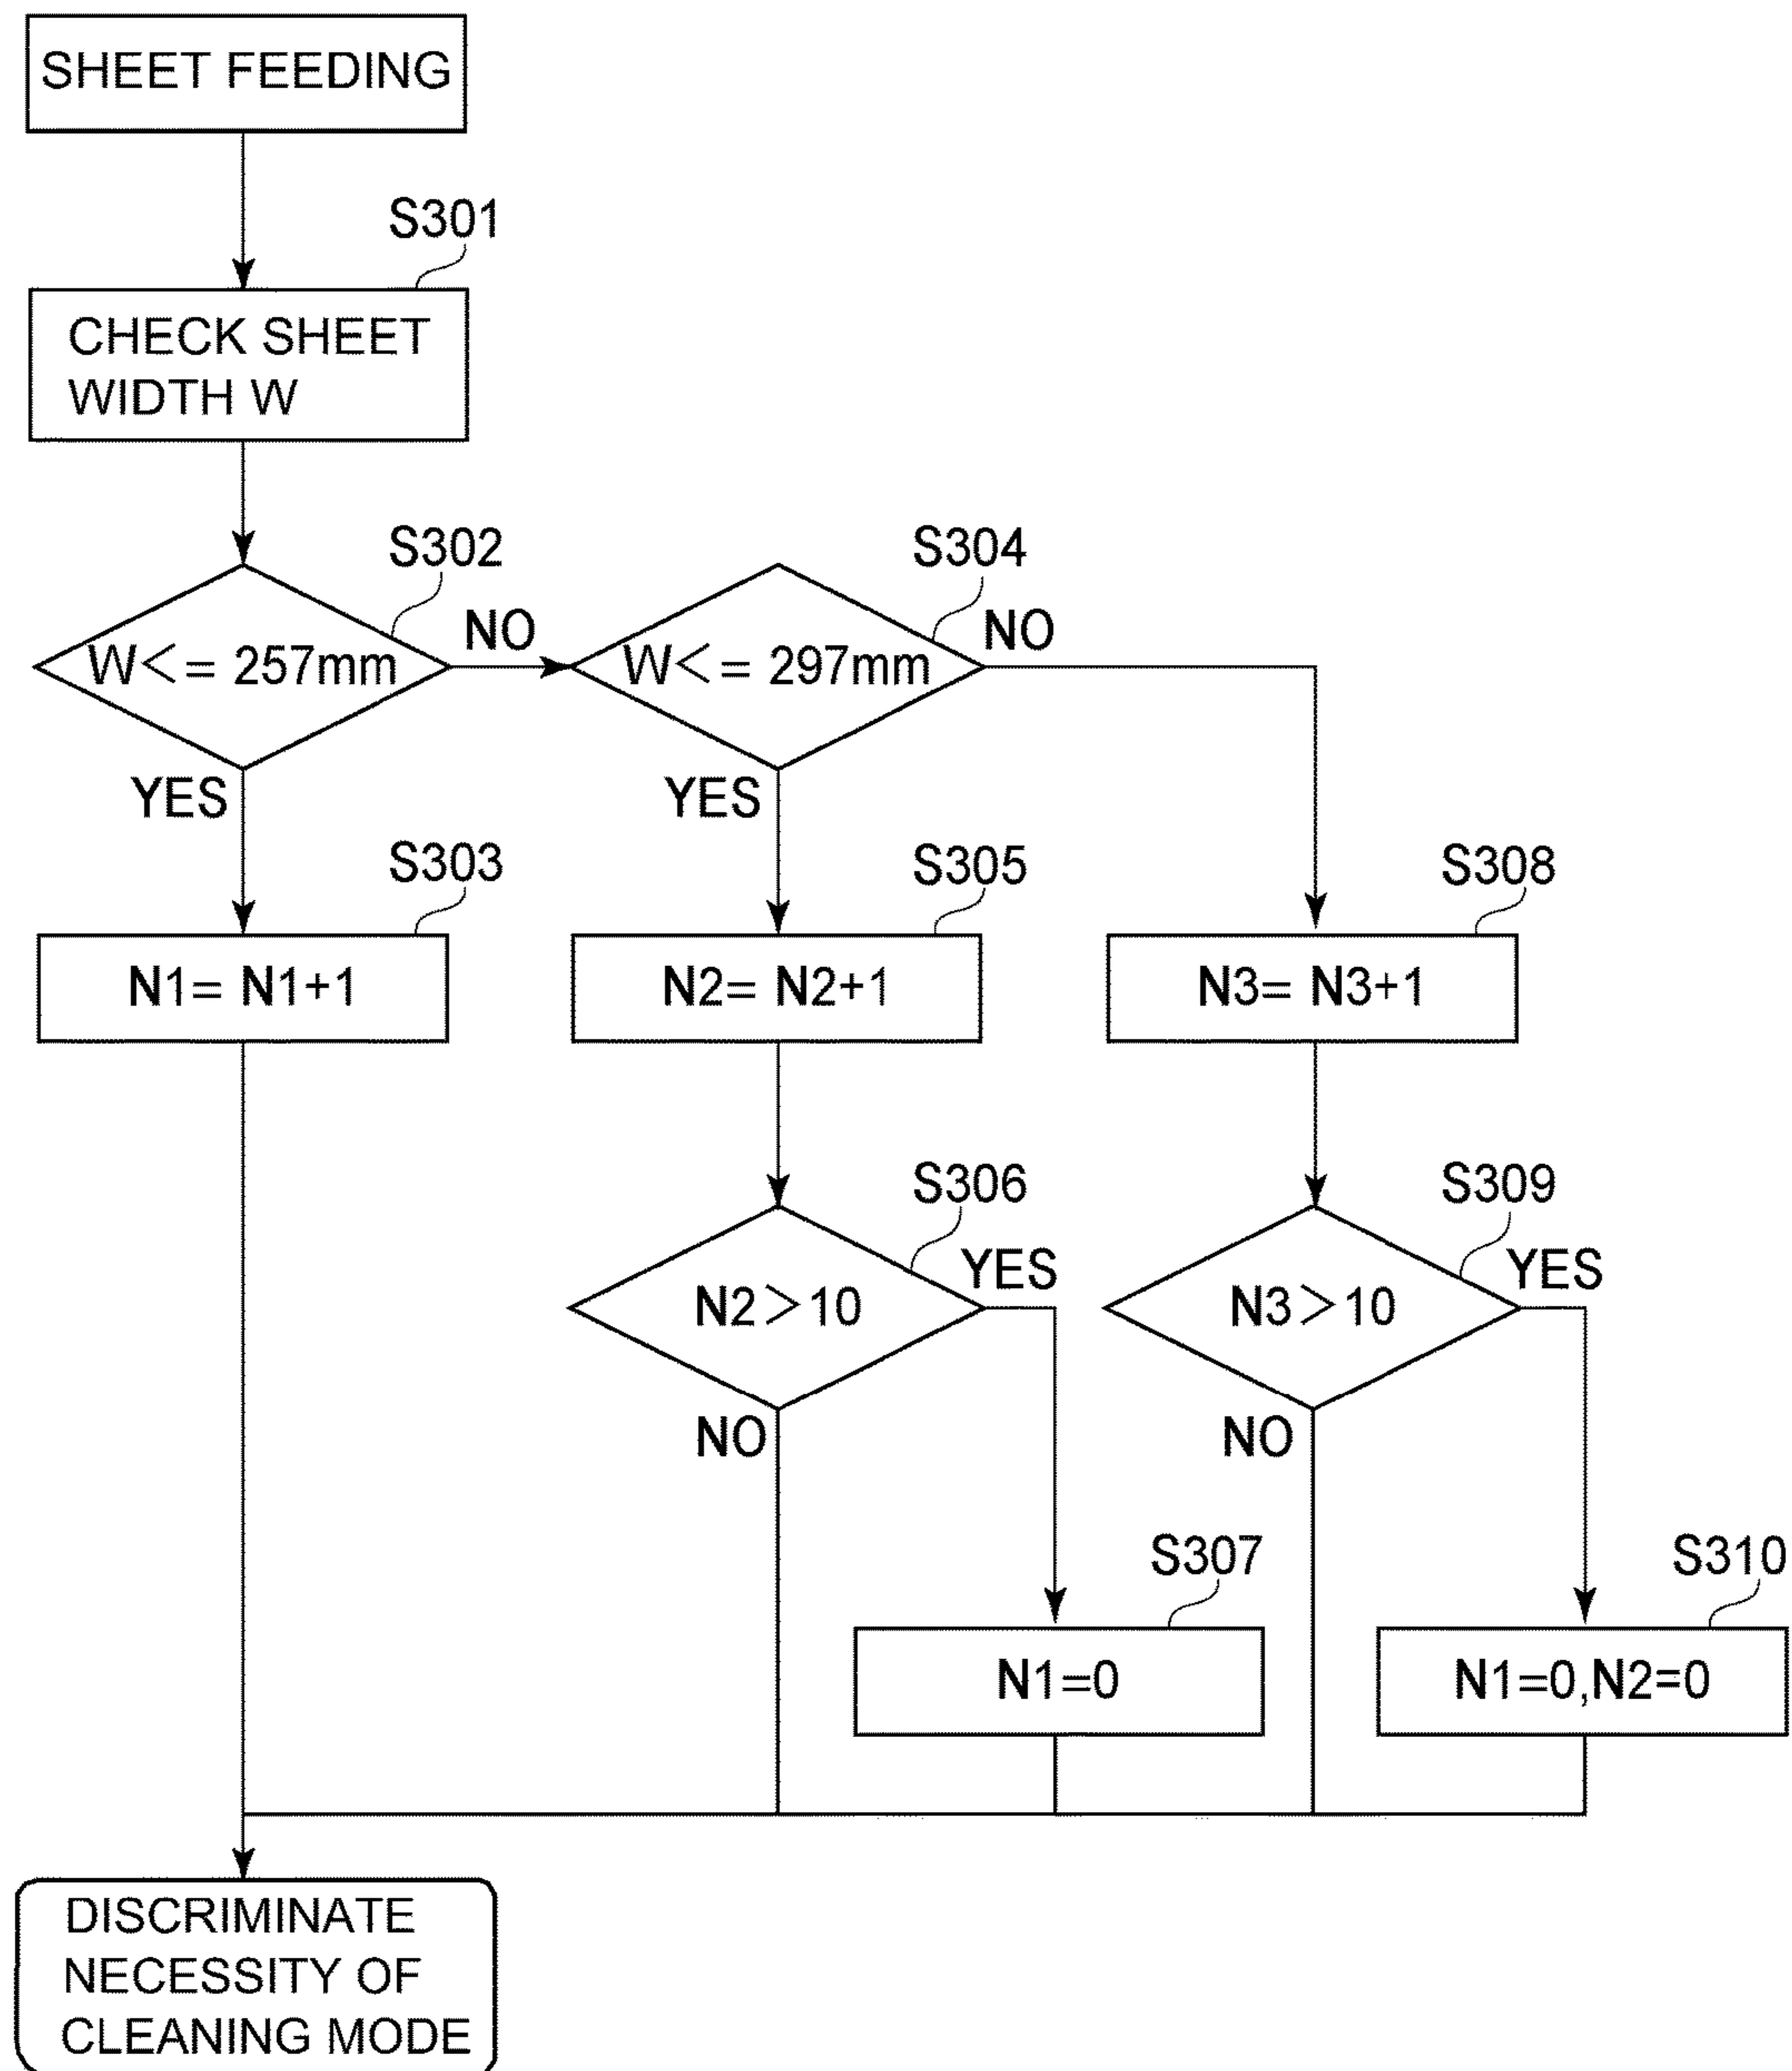 SHEET FEEDING
S301
CHECK SHEET
WIDTH W
S302
S304
W<= 257mm
NO
W<= 297mm
NO
YES
YES
S303
S305
S308
N1= N1+1
N2= N2+1
N3= N3+1
S306
S309
N2>10
YES
N3>10
YES
NO
NO
S307
S310
N1=0
N1=0,N2=0
DISCRIMINATE
NECESSITY OF
CLEANING MODE